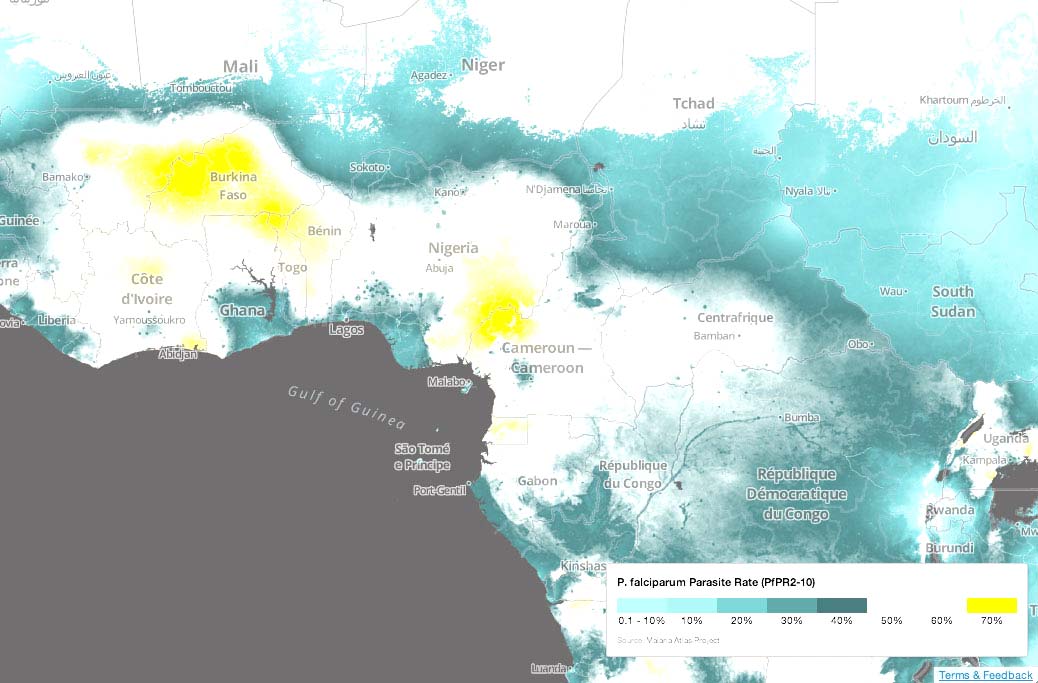 Mali
Niger
Agadez
Tombouctou
Tchad
تشاد
Khartoum الخرطوم
السودان
Bamako
Burkina
Faso
Sokoto
Kano
N'Djamena
الجنينة
Nyala نيالا
Guinée
Bénin
Maroua
Nigeria
Abuja
Togo
Côte
d'Ivoire
Yamoussoukro
Ghana
Liberia
Lagos
Abidjan
Centrafrique
Bamban
Wau
South
Sudan
Obo
Cameroun —
Cameroon
Malabo
Gulf of Guinea
Bumba
Uganda
Kampala
São Tomé
e Príncipe
Port-Gentil
Gabon
République
du Congo
République
Démocratique
du Congo
Rwanda
Burundi
Mw
Kinshas
Luanda
P. falciparum Parasite Rate (PfPR2-10)
0.1 - 10% 10% 20% 30% 40% 50% 60% 70%
Source: Malaria Atlas Project
Terms & Feedback